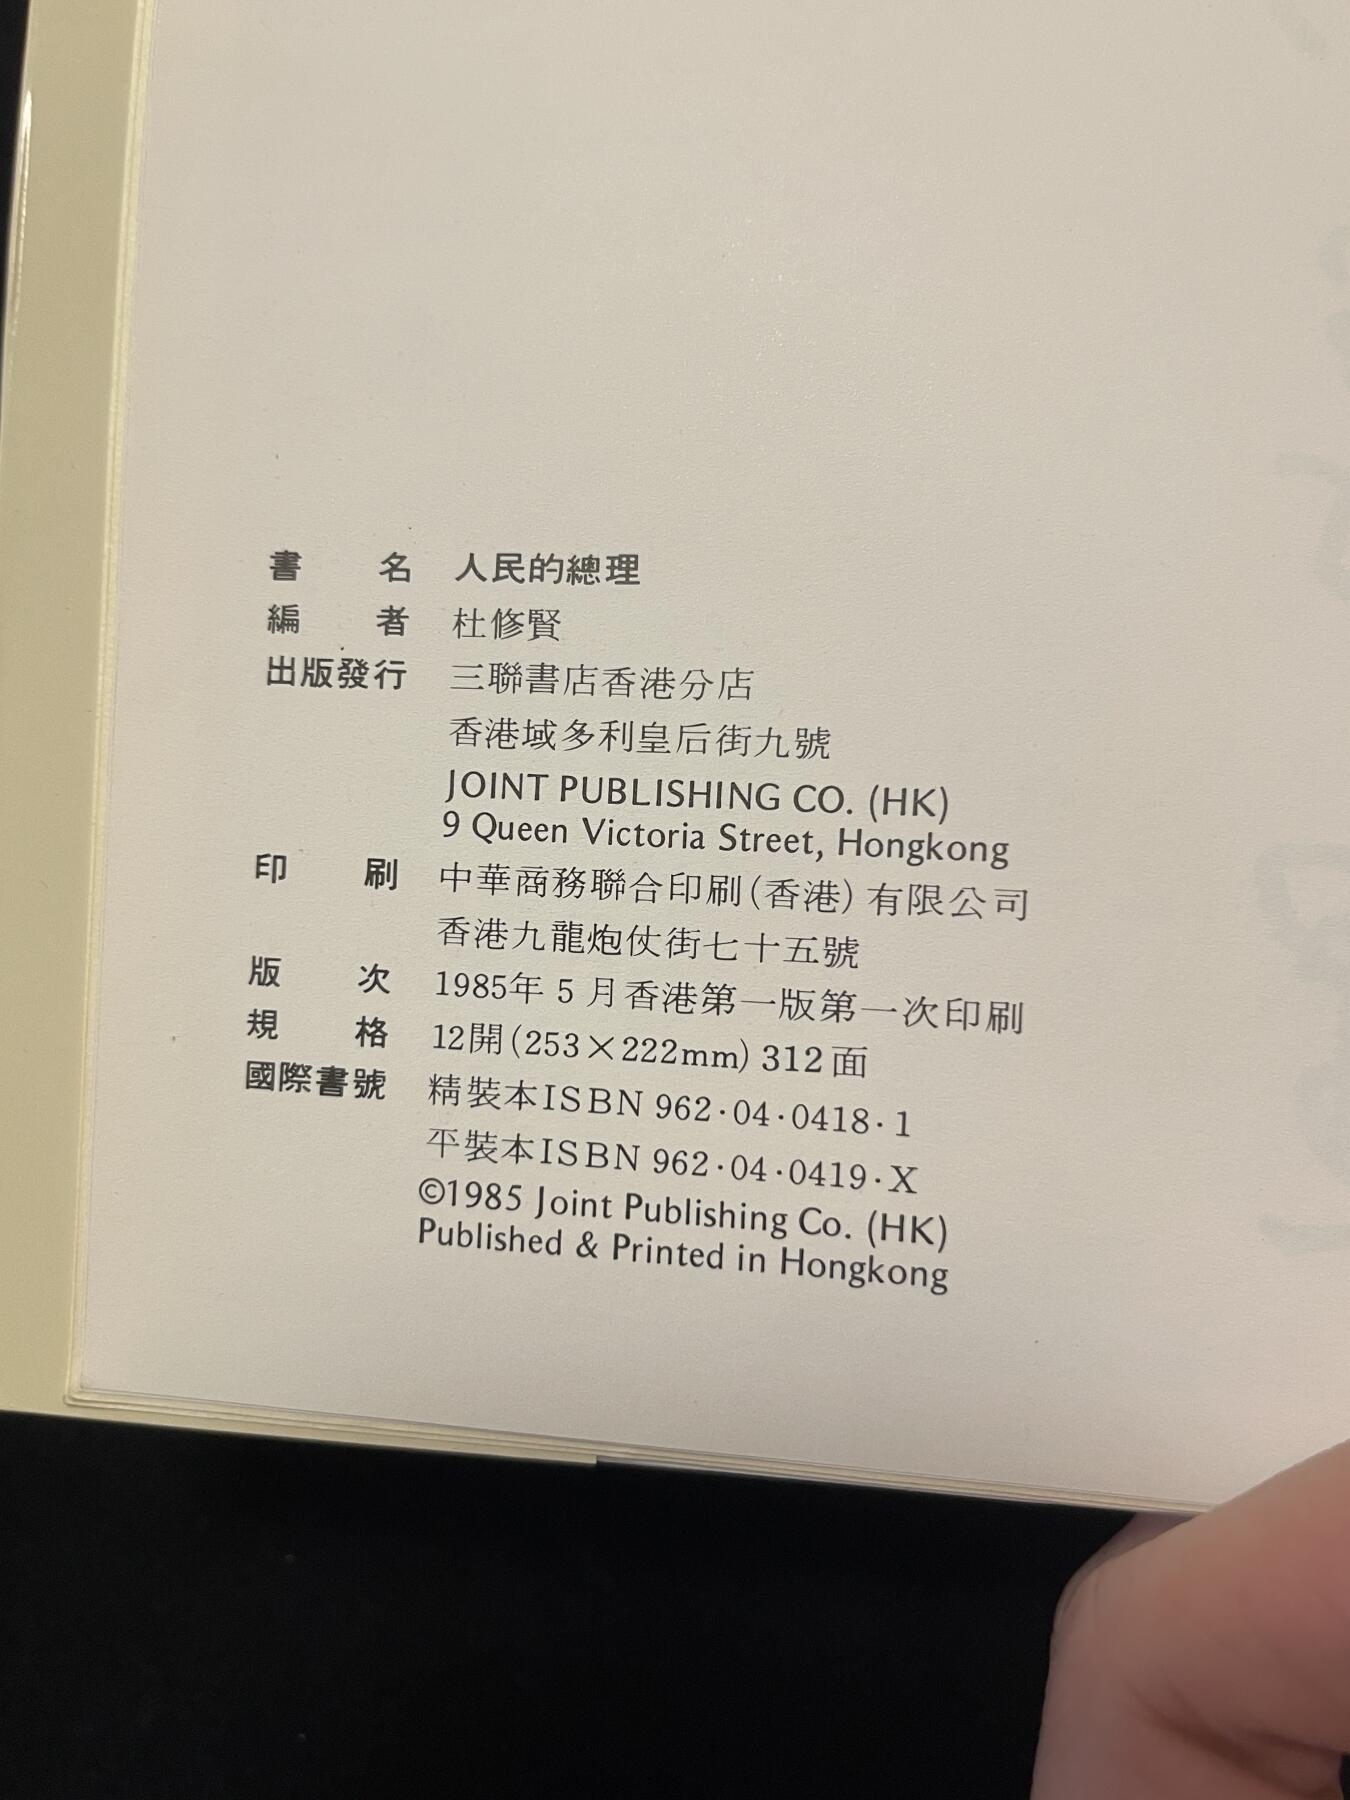 書名 人民的總理
編者 杜修賢
出版發行 三聯書店香港分店
香港域多利皇后街九號
JOINT PUBLISHING CO. (HK)
9 Queen Victoria Street, Hongkong
印刷 中華商務聯合印刷(香港)有限公司
香港九龍炮仗街七十五號
版次 1985年5月香港第一版第一次印刷
規格 12開(253×222mm) 312面
國際書號 精裝本ISBN 962·04·0418·1
平裝本ISBN 962·04·0419·X
©1985 Joint Publishing Co. (HK)
Published & Printed in Hongkong